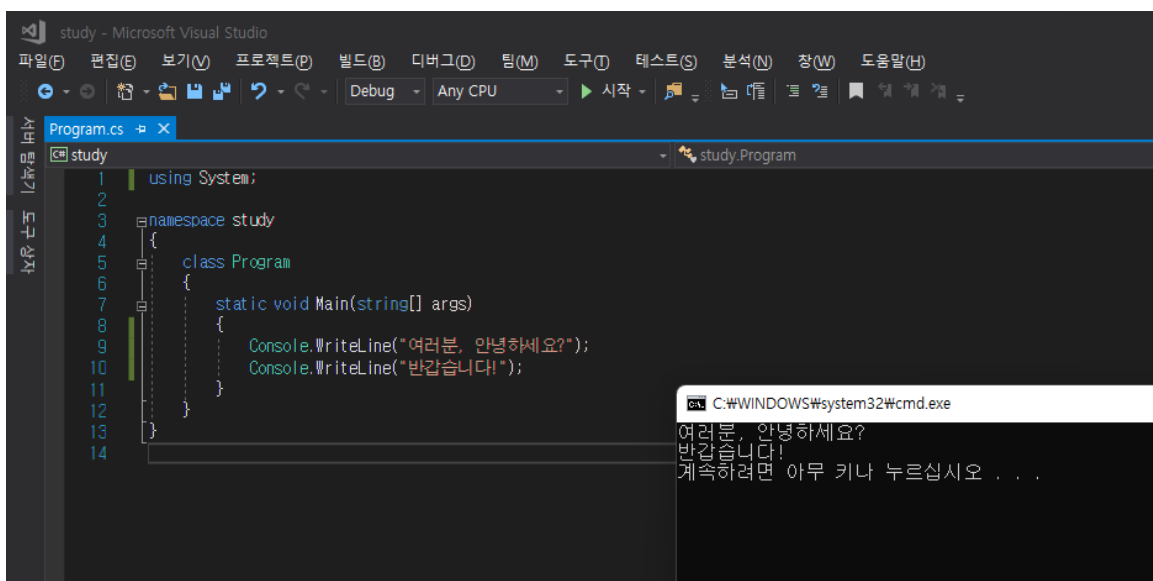 study - Microsoft Visual Studio
파일(F) 편집(E) 보기(V) 프로젝트(P) 빌드(B) 디버그(D) 팀(M) 도구(T) 테스트(S) 분석(N) 창(W) 도움말(H)
Debug Any CPU 시작
서버 탐색기
도구 상자
Program.cs
C# study study.Program
1 using System;
2
3 namespace study
4 {
5 class Program
6 {
7 static void Main(string[] args)
8 {
9 Console.WriteLine("여러분, 안녕하세요?");
10 Console.WriteLine("반갑습니다!");
11 }
12 }
13 }
14
C:\. C:₩WINDOWS₩system32₩cmd.exe
여러분, 안녕하세요?
반갑습니다!
계속하려면 아무 키나 누르십시오 . . .